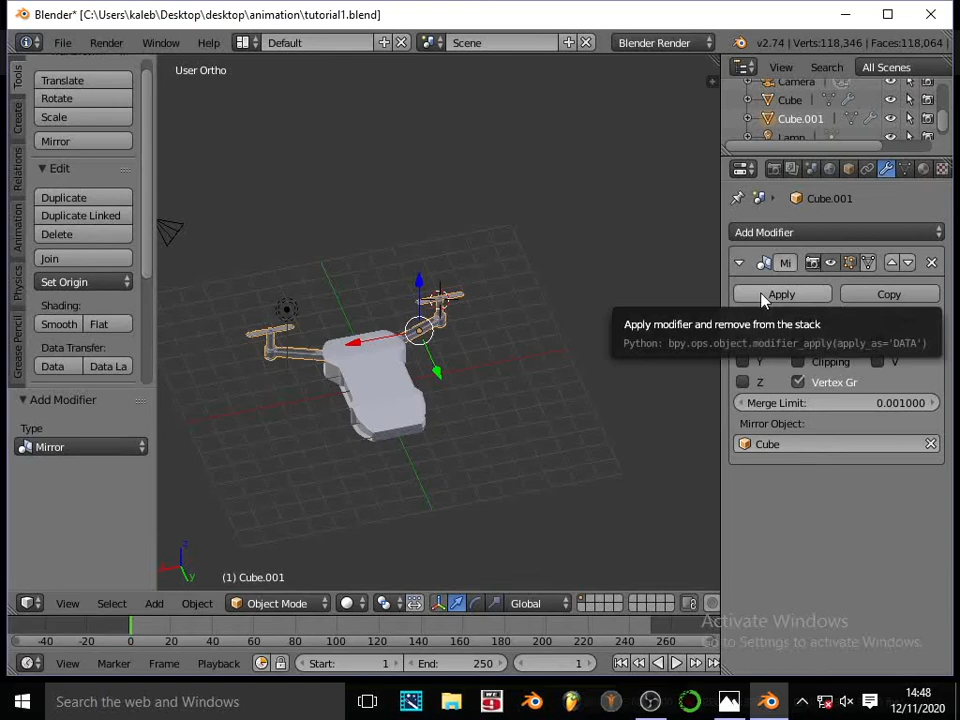 Blender* [C:\Users\kaleb\Desktop\desktop\animation\tutorial1.blend]
File Render Window Help Default Scene Blender Render v2.74 | Verts:118,346 | Faces:118,064 |
View Search All Scenes
Camera
Cube
Cube.001
Lamp
Tools
Create
Relations
Animation
Physics
Grease Pencil
Translate
Rotate
Scale
Mirror
Edit
Duplicate
Duplicate Linked
Delete
Join
Set Origin
Shading:
Smooth Flat
Data Transfer:
Data Data La
Add Modifier
Type
Mirror
User Ortho
(1) Cube.001
Cube.001
Add Modifier
Mi
Apply Copy
Apply modifier and remove from the stack
Python: bpy.ops.object.modifier_apply(apply_as='DATA')
Y Clipping V
Z Vertex Gr
Merge Limit: 0.001000
Mirror Object:
Cube
View Select Add Object Object Mode Global
Activate Windows
Go to Settings to activate Windows.
-40 -20 0 20 40 60 80 100 120 140 160 180 200 220 240 260
View Marker Frame Playback Start: 1 End: 250 1
Search the web and Windows
14:48
12/11/2020